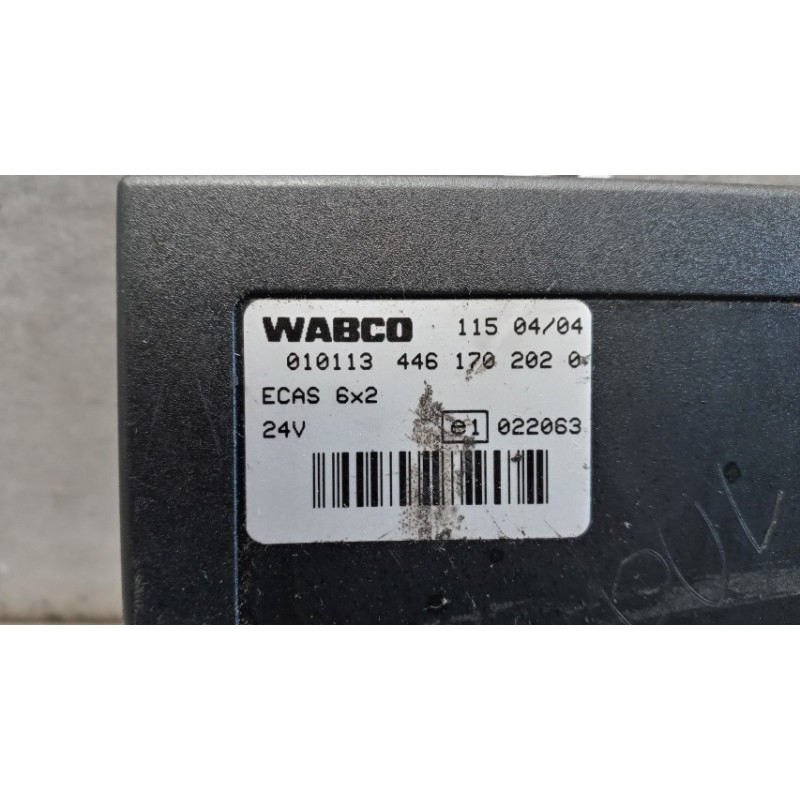 WABCO 115 04/04
010113 446 170 202 0
ECAS 6x2
24V e1 022063